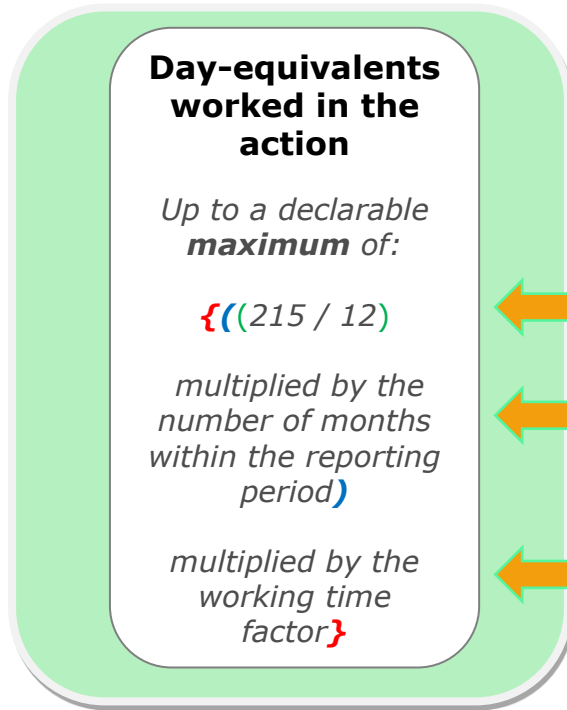 Day-equivalents
worked in the
action
Up to a declarable
maximum of:
{((215 / 12)
multiplied by the
number of months
within the reporting
period)
multiplied by the
working time
factor}